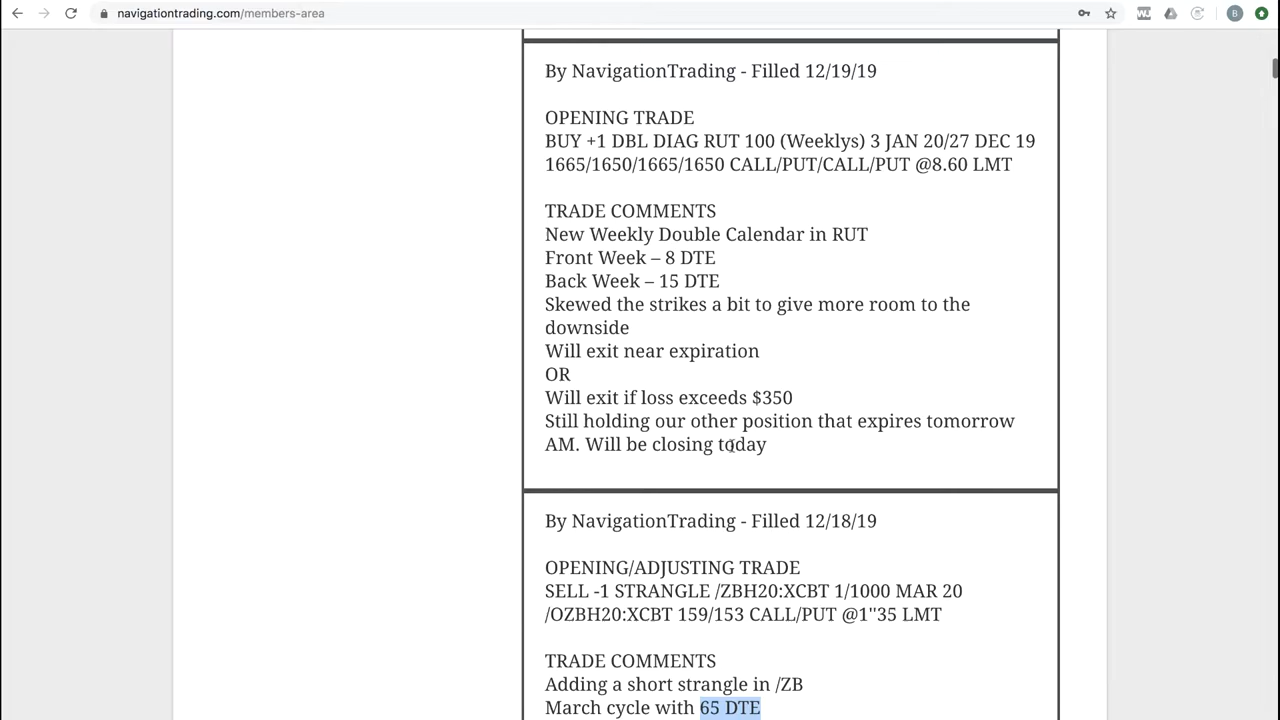 navigationtrading.com/members-area
By NavigationTrading - Filled 12/19/19
OPENING TRADE
BUY +1 DBL DIAG RUT 100 (Weeklys) 3 JAN 20/27 DEC 19
1665/1650/1665/1650 CALL/PUT/CALL/PUT @8.60 LMT
TRADE COMMENTS
New Weekly Double Calendar in RUT
Front Week – 8 DTE
Back Week – 15 DTE
Skewed the strikes a bit to give more room to the
downside
Will exit near expiration
OR
Will exit if loss exceeds $350
Still holding our other position that expires tomorrow
AM. Will be closing today
By NavigationTrading - Filled 12/18/19
OPENING/ADJUSTING TRADE
SELL -1 STRANGLE /ZBH20:XCBT 1/1000 MAR 20
/OZBH20:XCBT 159/153 CALL/PUT @1"35 LMT
TRADE COMMENTS
Adding a short strangle in /ZB
March cycle with 65 DTE